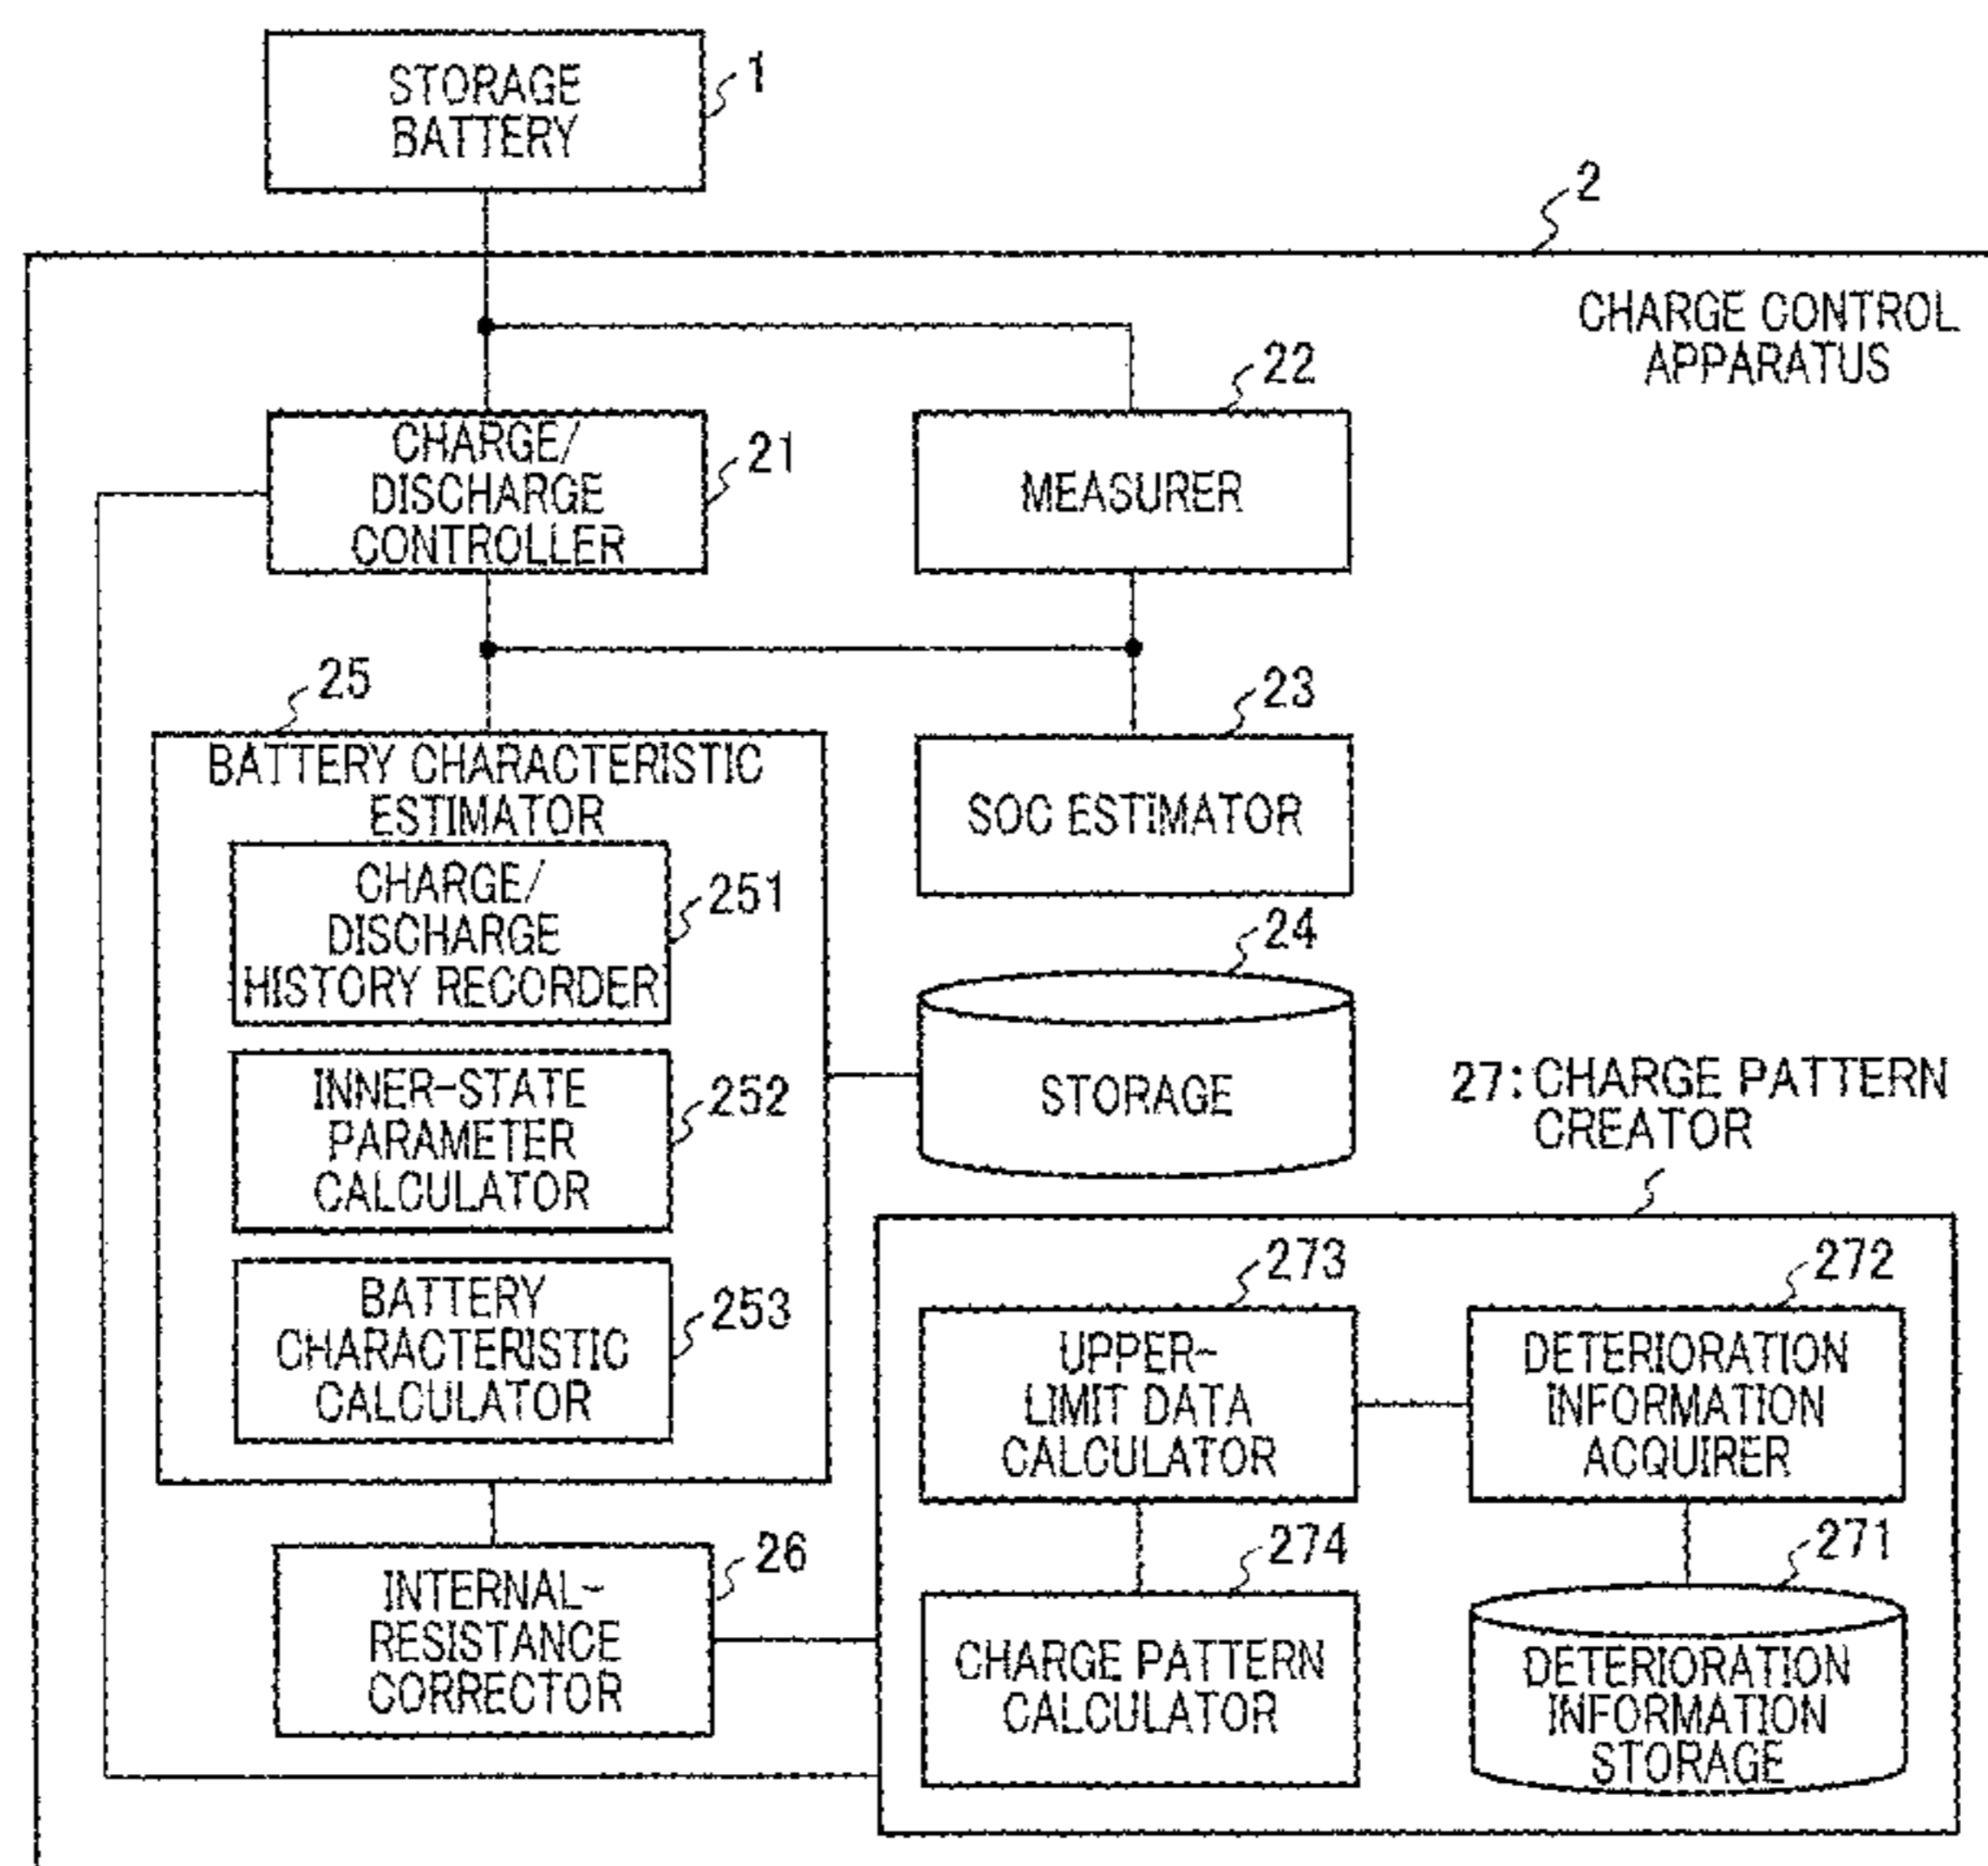 STORAGE
BATTERY
1
2
CHARGE CONTROL
APPARATUS
CHARGE/
DISCHARGE
CONTROLLER
21
22
MEASURER
25
BATTERY CHARACTERISTIC
ESTIMATOR
23
SOC ESTIMATOR
CHARGE/
DISCHARGE
HISTORY RECORDER
251
24
STORAGE
INNER-STATE
PARAMETER
CALCULATOR
252
27: CHARGE PATTERN
CREATOR
BATTERY
CHARACTERISTIC
CALCULATOR
253
273
UPPER-
LIMIT DATA
CALCULATOR
272
DETERIORATION
INFORMATION
ACQUIRER
INTERNAL-
RESISTANCE
CORRECTOR
26
274
CHARGE PATTERN
CALCULATOR
271
DETERIORATION
INFORMATION
STORAGE